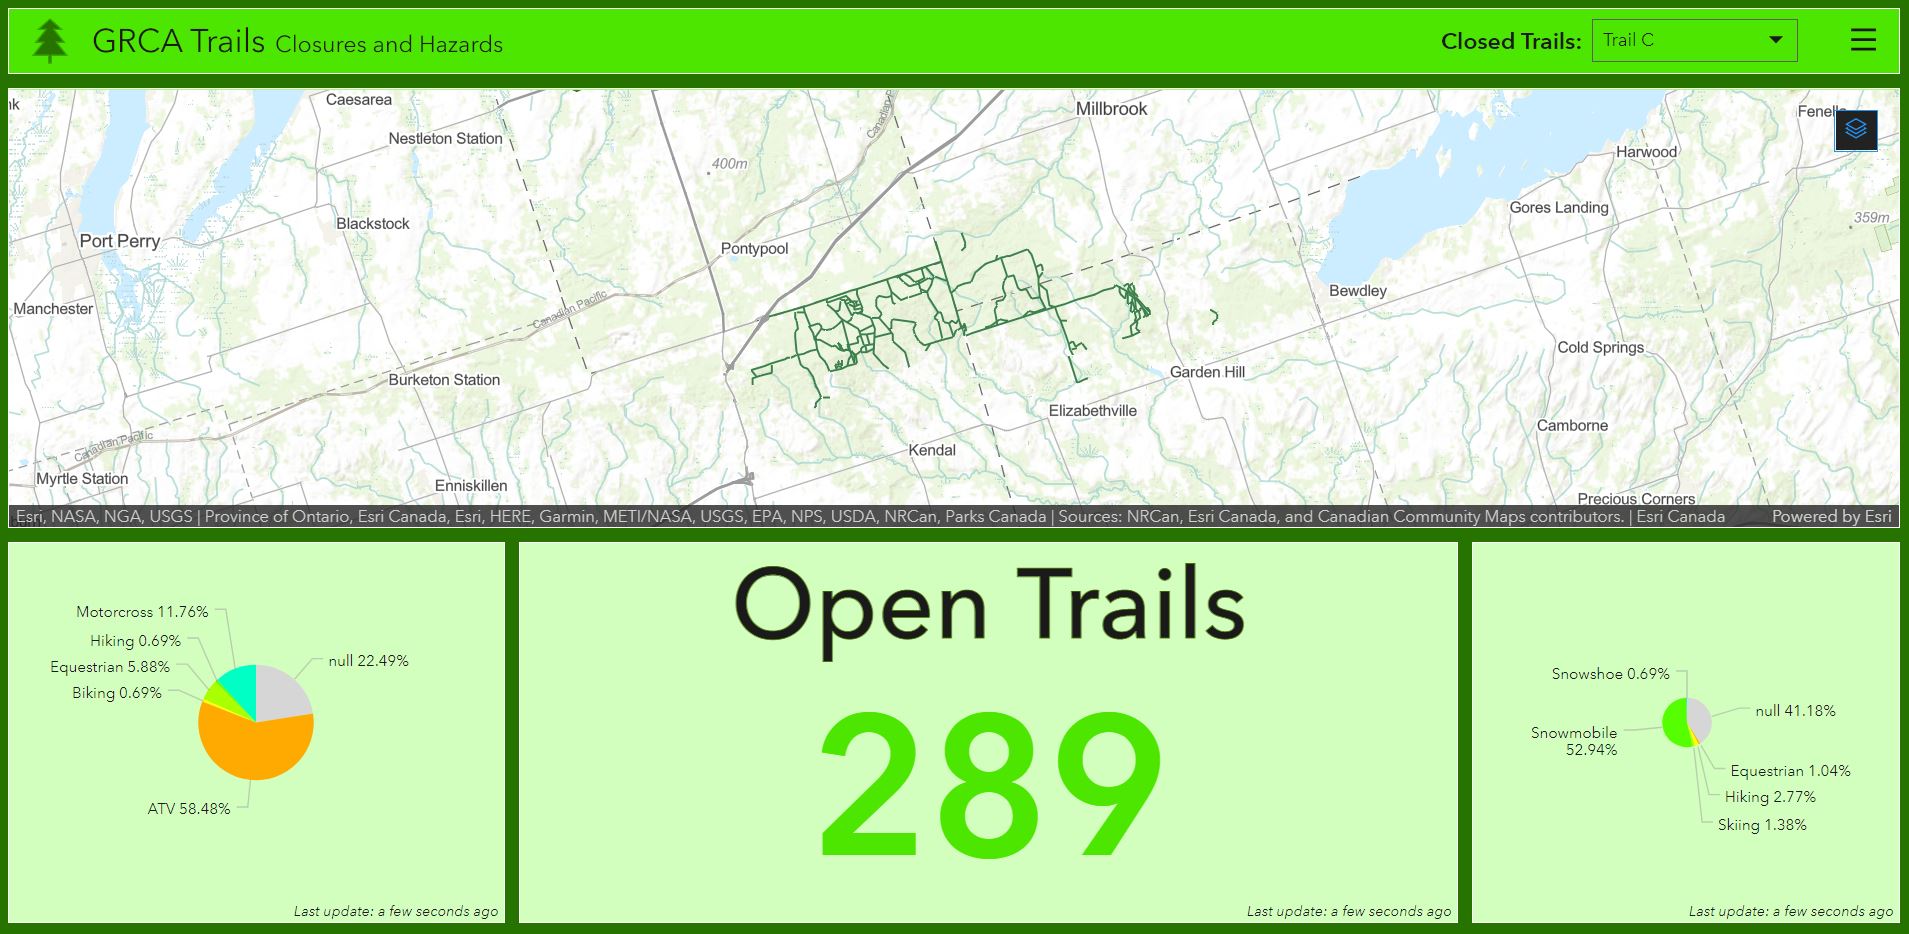 GRCA Trails Closures and Hazards
Closed Trails: Trail C
Caesarea
Nestleton Station
Millbrook
Harwood
400m
Canadian P
Blackstock
Port Perry
Gores Landing
359m
Pontypool
Manchester
Canadian Pacific
Bewdley
Cold Springs
Burketon Station
Garden Hill
Elizabethville
Camborne
Canadian Pacific
Kendal
Myrtle Station
Enniskillen
Precious Corners
Esri, NASA, NGA, USGS | Province of Ontario, Esri Canada, Esri, HERE, Garmin, METI/NASA, USGS, EPA, NPS, USDA, NRCan, Parks Canada | Sources: NRCan, Esri Canada, and Canadian Community Maps contributors. | Esri Canada
Powered by Esri
Motorcross 11.76%
Hiking 0.69%
Equestrian 5.88%
Biking 0.69%
null 22.49%
ATV 58.48%
Last update: a few seconds ago
Open Trails
289
Last update: a few seconds ago
Snowshoe 0.69%
null 41.18%
Snowmobile
52.94%
Equestrian 1.04%
Hiking 2.77%
Skiing 1.38%
Last update: a few seconds ago